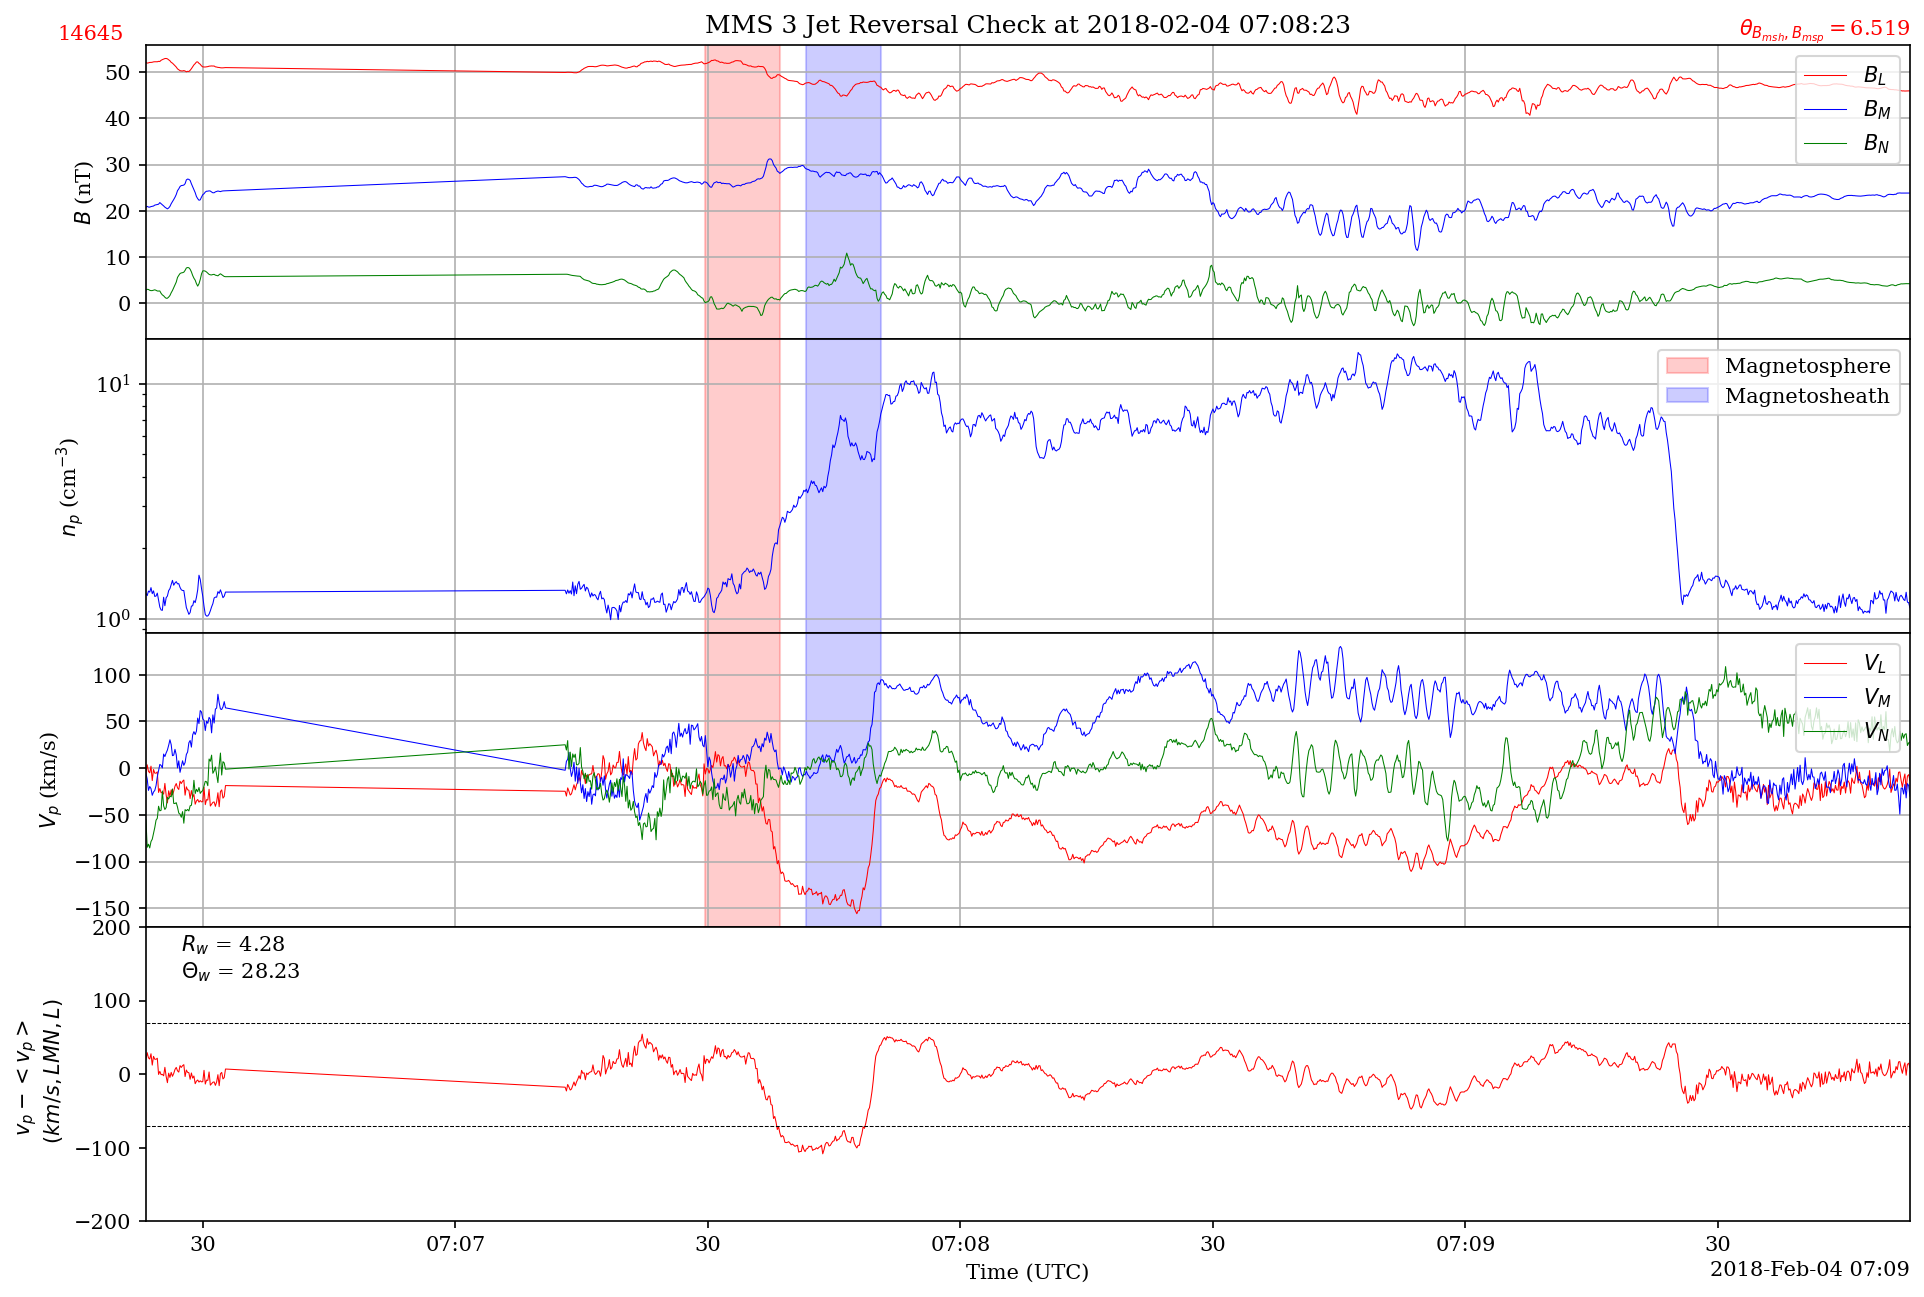 MMS 3 Jet Reversal Check at 2018-02-04 07:08:23
14645
θ_{B_{msh}, B_{msp}} = 6.519
50
40
30
20
10
0
B (nT)
B_L
B_M
B_N
10^1
10^0
n_p (cm^{−3})
Magnetosphere
Magnetosheath
100
50
0
−50
−100
−150
V_p (km/s)
V_L
V_M
V_N
200
100
0
−100
−200
v_p − < v_p >
(km/s, LMN, L)
R_w = 4.28
Θ_w = 28.23
30
07:07
30
07:08
30
07:09
30
Time (UTC)
2018-Feb-04 07:09